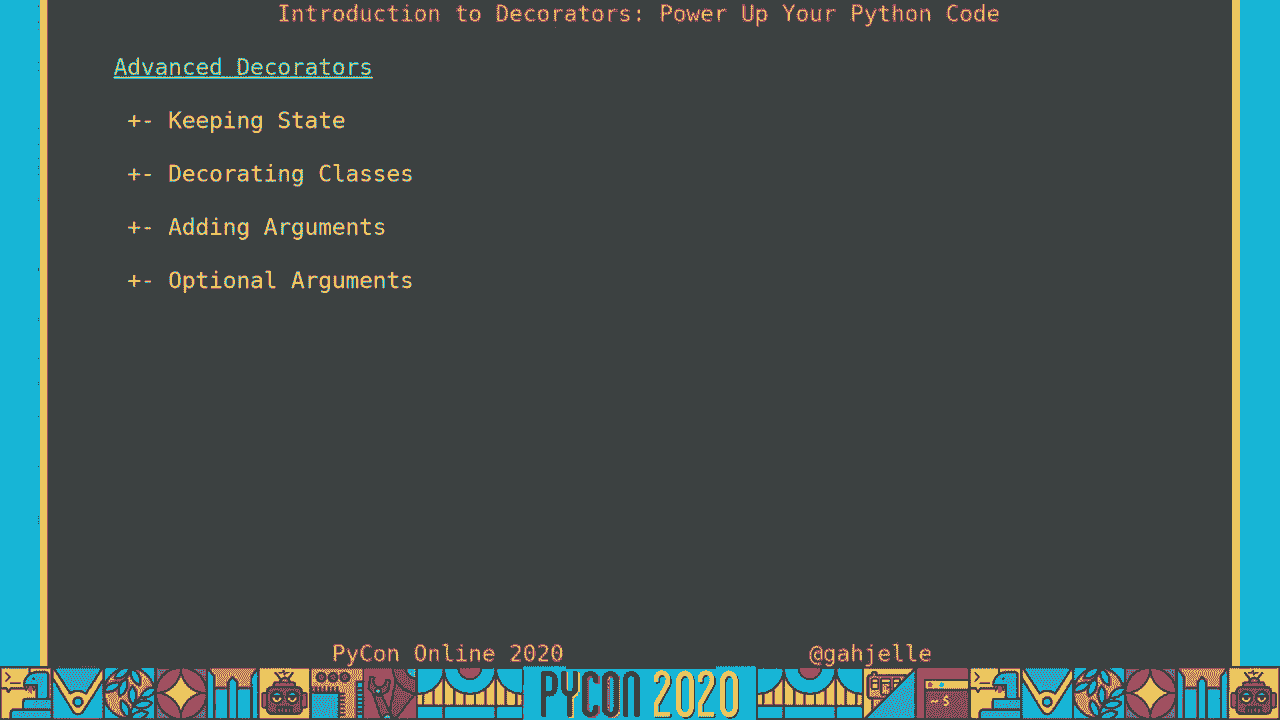 Introduction to Decorators: Power Up Your Python Code
Advanced Decorators
+- Keeping State
+- Decorating Classes
+- Adding Arguments
+- Optional Arguments
PyCon Online 2020 @gahjelle
PYCON 2020
~$